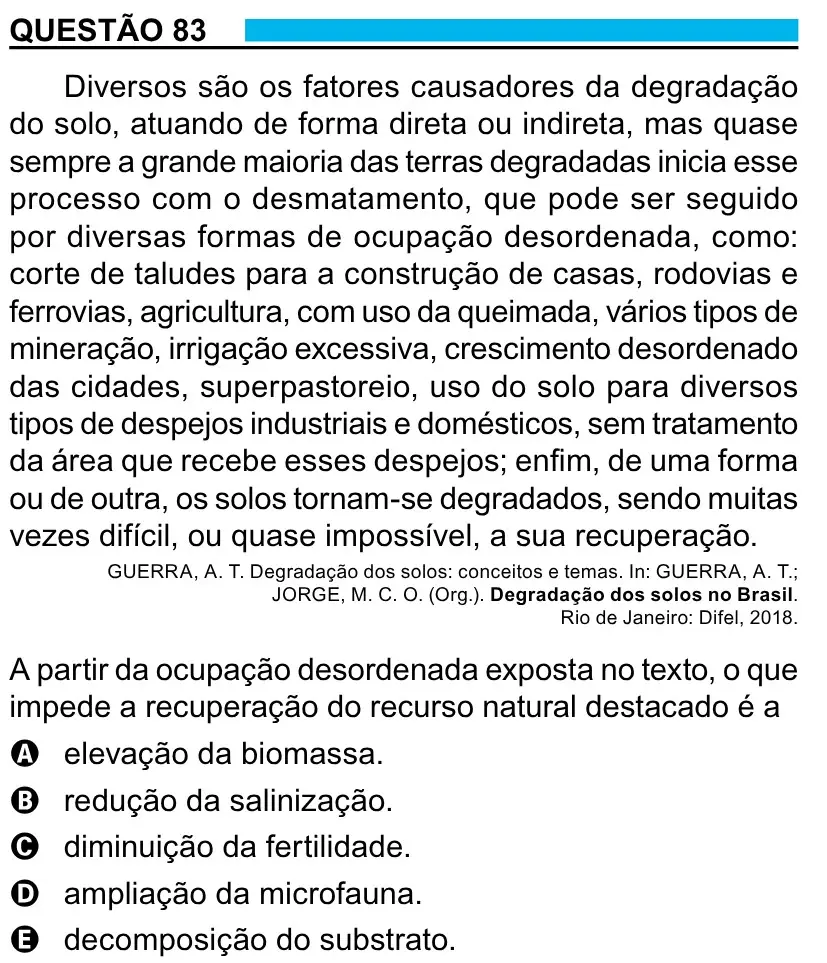 QUESTÃO 83
Diversos são os fatores causadores da degradação
do solo, atuando de forma direta ou indireta, mas quase
sempre a grande maioria das terras degradadas inicia esse
processo com o desmatamento, que pode ser seguido
por diversas formas de ocupação desordenada, como:
corte de taludes para a construção de casas, rodovias e
ferrovias, agricultura, com uso da queimada, vários tipos de
mineração, irrigação excessiva, crescimento desordenado
das cidades, superpastoreio, uso do solo para diversos
tipos de despejos industriais e domésticos, sem tratamento
da área que recebe esses despejos; enfim, de uma forma
ou de outra, os solos tornam-se degradados, sendo muitas
vezes difícil, ou quase impossível, a sua recuperação.
GUERRA, A. T. Degradação dos solos: conceitos e temas. In: GUERRA, A. T.;
JORGE, M. C. O. (Org.). Degradação dos solos no Brasil.
Rio de Janeiro: Difel, 2018.
A partir da ocupação desordenada exposta no texto, o que
impede a recuperação do recurso natural destacado é a
A elevação da biomassa.
B redução da salinização.
C diminuição da fertilidade.
D ampliação da microfauna.
E decomposição do substrato.